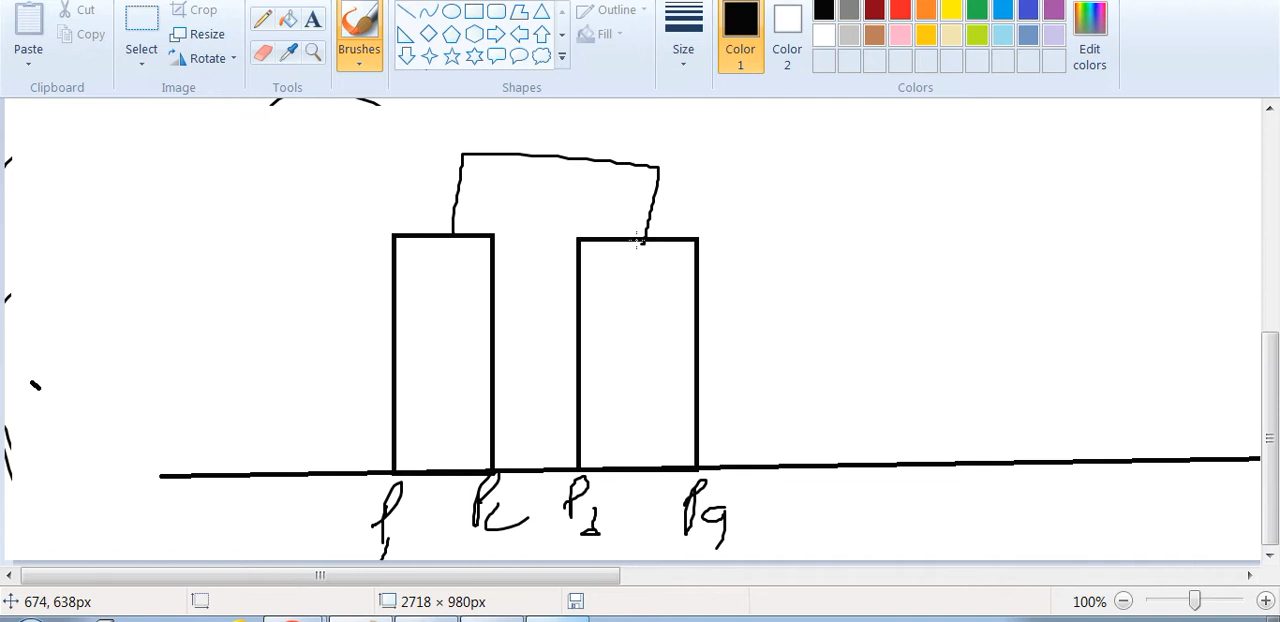 Cut
Crop
Outline
Copy
Resize
Fill
Paste
Select
Rotate
A
Brushes
Size
Color
1
Color
2
Edit
colors
Clipboard
Image
Tools
Shapes
Colors
P1 P2
674, 638px
2718 × 980px
100%